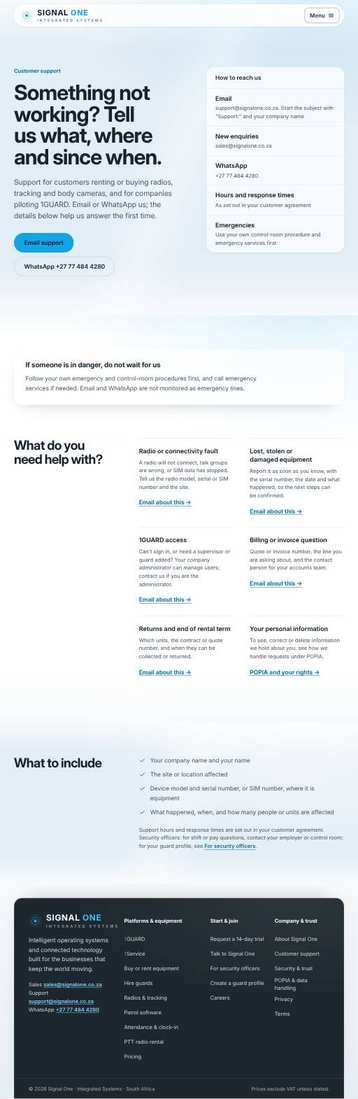 SIGNAL ONE
INTEGRATED SYSTEMS
Menu
Customer support
Something not
working? Tell
us what, where
and since when.
Support for customers renting or buying radios,
tracking and body cameras, and for companies
piloting 1GUARD. Email or WhatsApp us; the
details below help us answer the first time.
Email support
WhatsApp +27 77 484 4280
How to reach us
Email
support@signalone.co.za. Start the subject with
"Support:" and your company name
New enquiries
sales@signalone.co.za
WhatsApp
+27 77 484 4280
Hours and response times
As set out in your customer agreement
Emergencies
Use your own control-room procedure and
emergency services first
If someone is in danger, do not wait for us
Follow your own emergency and control-room procedures first, and call emergency
services if needed. Email and WhatsApp are not monitored as emergency lines.
What do you
need help with?
Radio or connectivity fault
A radio will not connect, talk groups
are wrong, or SIM data has stopped.
Tell us the radio model, serial or SIM
number and the site.
Email about this →
Lost, stolen or
damaged equipment
Report it as soon as you know, with
the serial number, the date and what
happened, so the next steps can
be confirmed.
Email about this →
1GUARD access
Can't sign in, or need a supervisor or
guard added? Your company
administrator can manage users;
contact us if you are the
administrator.
Email about this →
Billing or invoice question
Quote or invoice number, the line you
are asking about, and the contact
person for your accounts team.
Email about this →
Returns and end of rental term
Which units, the contract or quote
number, and when they can be
collected or returned.
Email about this →
Your personal information
To see, correct or delete information
we hold about you, see how we
handle requests under POPIA.
POPIA and your rights →
What to include
Your company name and your name
The site or location affected
Device model and serial number, or SIM number, where it is
equipment
What happened, when, and how many people or units are affected
Support hours and response times are set out in your customer agreement.
Security officers: for shift or pay questions, contact your employer or control room;
for your guard profile, see For security officers.
SIGNAL ONE
INTEGRATED SYSTEMS
Intelligent operating systems
and connected technology
built for the businesses that
keep the world moving.
Sales sales@signalone.co.za
Support
support@signalone.co.za
WhatsApp +27 77 484 4280
Platforms & equipment
1GUARD
1Service
Buy or rent equipment
Hire guards
Radios & tracking
Patrol software
Attendance & clock-in
PTT radio rental
Pricing
Start & join
Request a 14-day trial
Talk to Signal One
For security officers
Create a guard profile
Careers
Company & trust
About Signal One
Customer support
Security & trust
POPIA & data
handling
Privacy
Terms
© 2026 Signal One · Integrated Systems · South Africa
Prices exclude VAT unless stated.